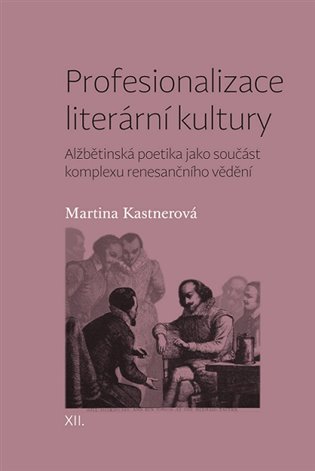 Profesionalizace
literární kultury
Alžbětinská poetika jako součást
komplexu renesančního vědění
Martina Kastnerová
XII.